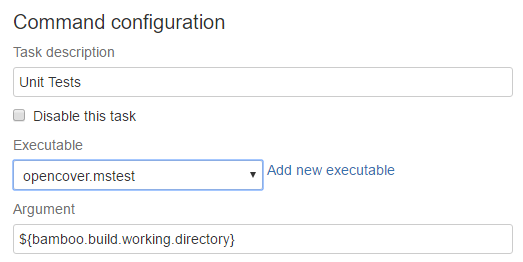 Command configuration
Task description
Unit Tests
Disable this task
Executable
opencover.mstest
Add new executable
Argument
${bamboo.build.working.directory}